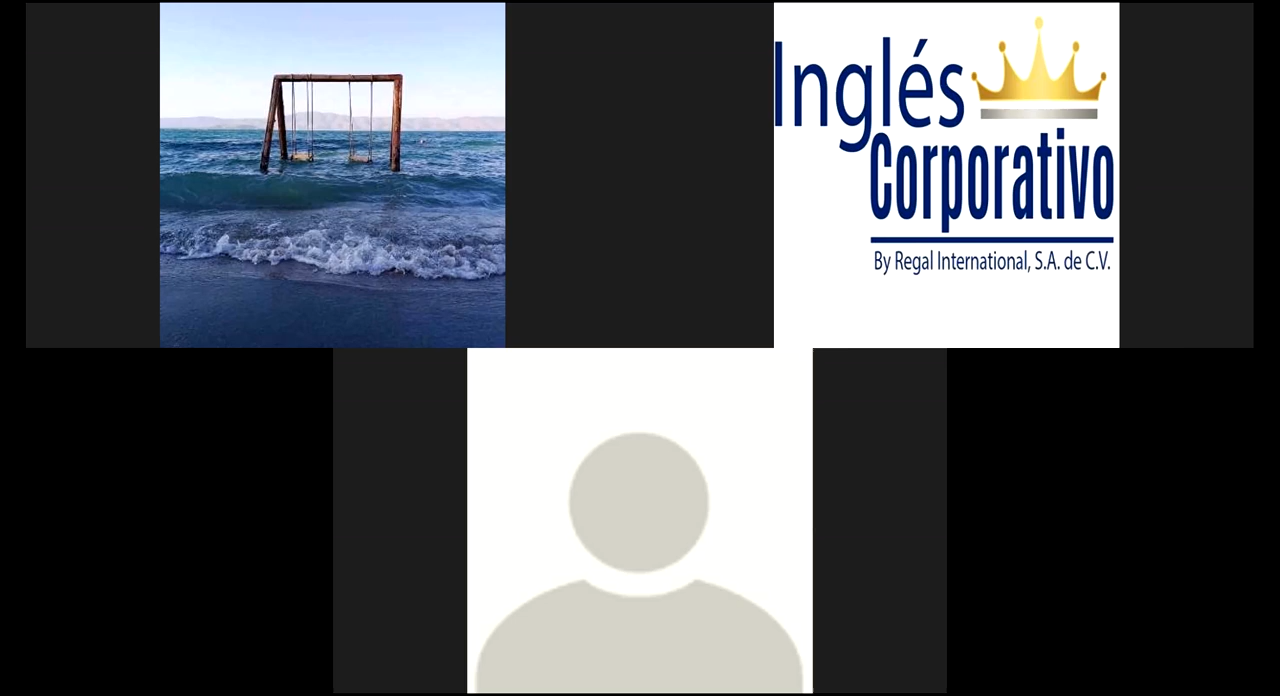 Inglés
Corporativo
By Regal International, S.A. de C.V.